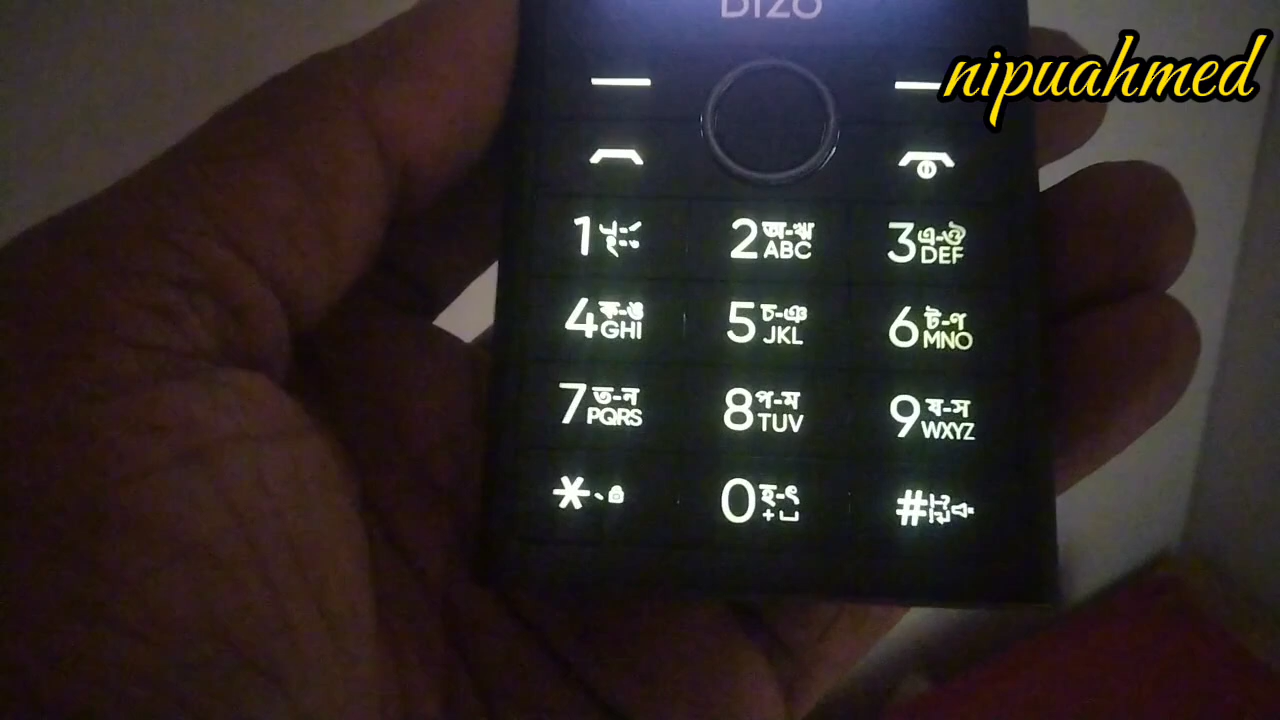 DIZO
nipuahmed
1
2 অ-ঋ ABC
3 এ-ঔ DEF
4 ক-ঙ GHI
5 চ-ঞ JKL
6 ট-ণ MNO
7 ত-ন PQRS
8 প-ম TUV
9 য-স WXYZ
*
0 হ-ৎ +
#